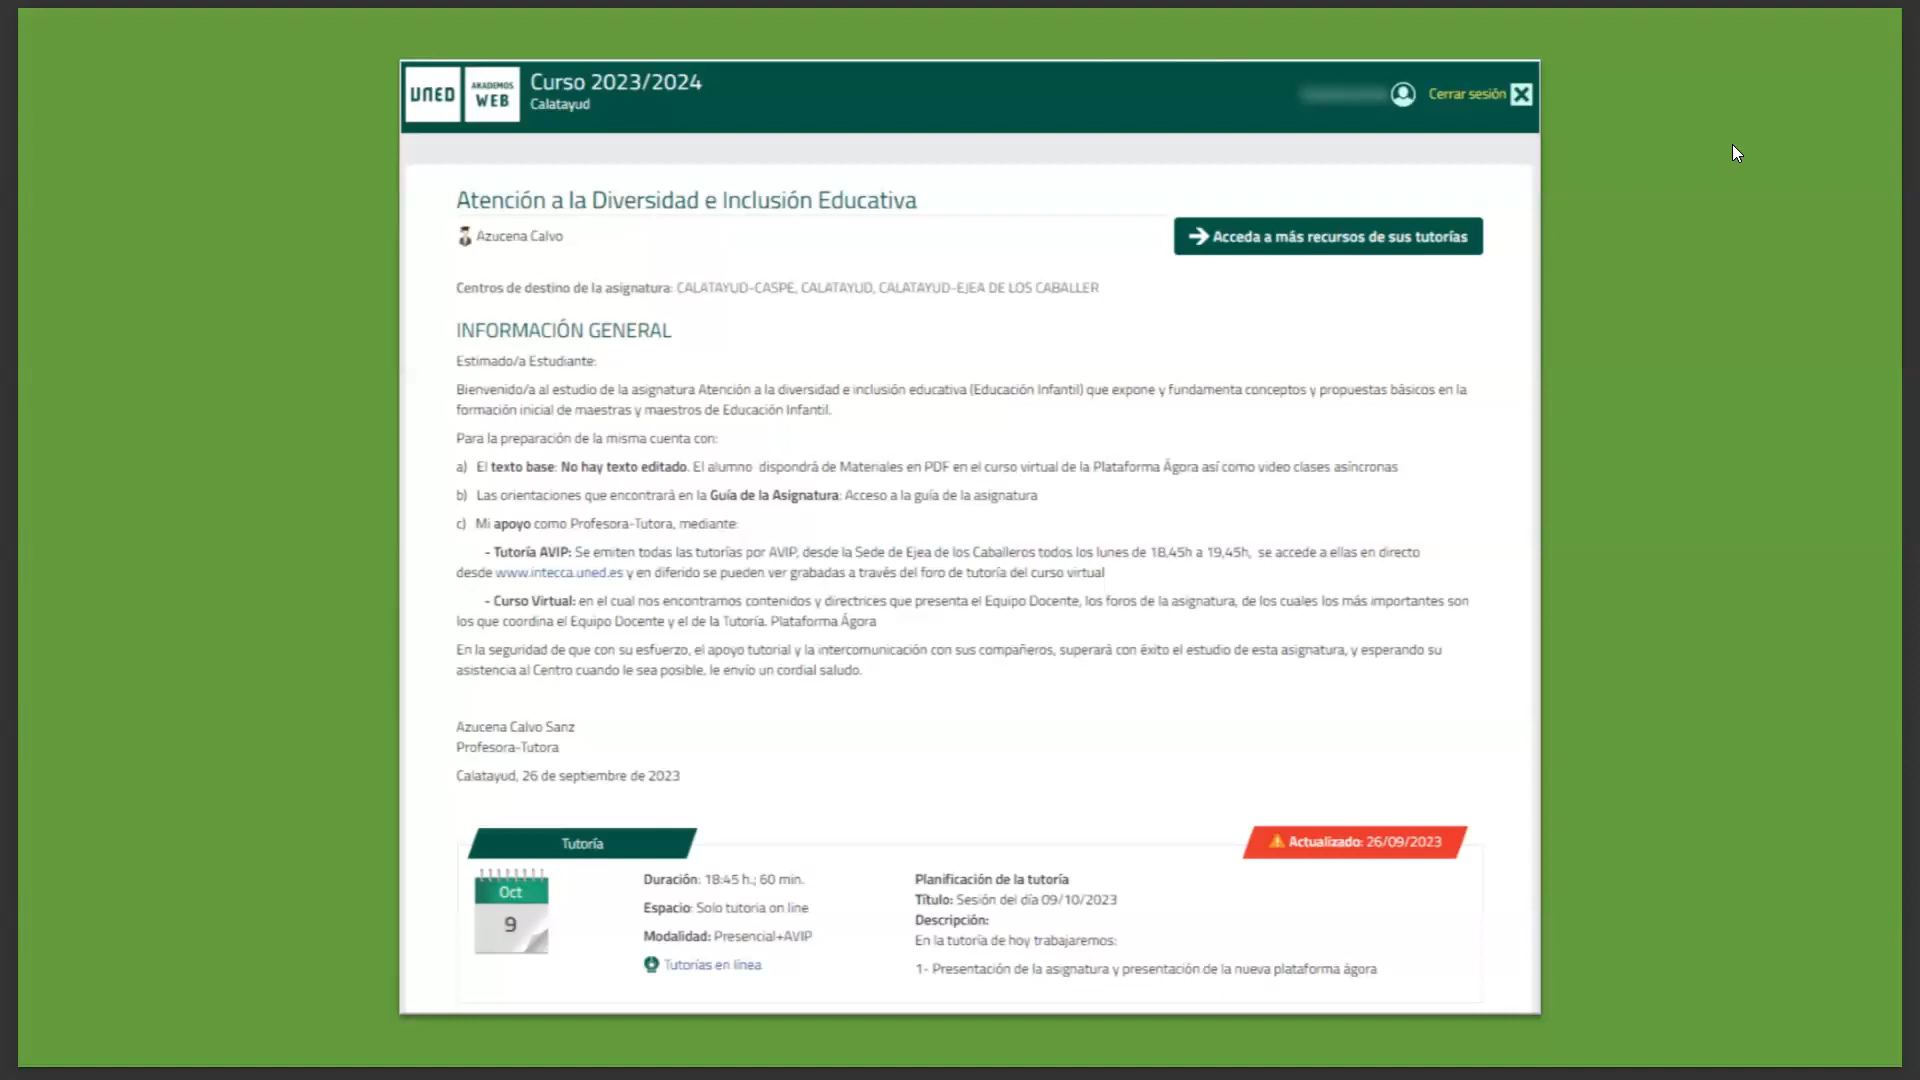 UNED
AKADEMOS
WEB
Curso 2023/2024
Calatayud
Cerrar sesión
Atención a la Diversidad e Inclusión Educativa
Azucena Calvo
Acceda a más recursos de sus tutorías
Centros de destino de la asignatura: CALATAYUD-CASPE, CALATAYUD, CALATAYUD-EJEA DE LOS CABALLER
INFORMACIÓN GENERAL
Estimado/a Estudiante:
Bienvenido/a al estudio de la asignatura Atención a la diversidad e inclusión educativa (Educación Infantil) que expone y fundamenta conceptos y propuestas básicos en la
formación inicial de maestras y maestros de Educación Infantil.
Para la preparación de la misma cuenta con:
a) El texto base: No hay texto editado. El alumno dispondrá de Materiales en PDF en el curso virtual de la Plataforma Ágora así como video clases asíncronas
b) Las orientaciones que encontrará en la Guía de la Asignatura: Acceso a la guía de la asignatura
c) Mi apoyo como Profesora-Tutora, mediante:
- Tutoría AVIP: Se emiten todas las tutorías por AVIP, desde la Sede de Ejea de los Caballeros todos los lunes de 18,45h a 19,45h, se accede a ellas en directo
desde www.intecca.uned.es y en diferido se pueden ver grabadas a través del foro de tutoría del curso virtual
- Curso Virtual: en el cual nos encontramos contenidos y directrices que presenta el Equipo Docente, los foros de la asignatura, de los cuales los más importantes son
los que coordina el Equipo Docente y el de la Tutoría. Plataforma Ágora
En la seguridad de que con su esfuerzo, el apoyo tutorial y la intercomunicación con sus compañeros, superará con éxito el estudio de esta asignatura, y esperando su
asistencia al Centro cuando le sea posible, le envío un cordial saludo.
Azucena Calvo Sanz
Profesora-Tutora
Calatayud, 26 de septiembre de 2023
Tutoría
Actualizado: 26/09/2023
Oct
9
Duración: 18:45 h.; 60 min.
Espacio: Solo tutoria on line
Modalidad: Presencial+AVIP
Tutorías en línea
Planificación de la tutoría
Título: Sesión del día 09/10/2023
Descripción:
En la tutoría de hoy trabajaremos:
1- Presentación de la asignatura y presentación de la nueva plataforma ágora